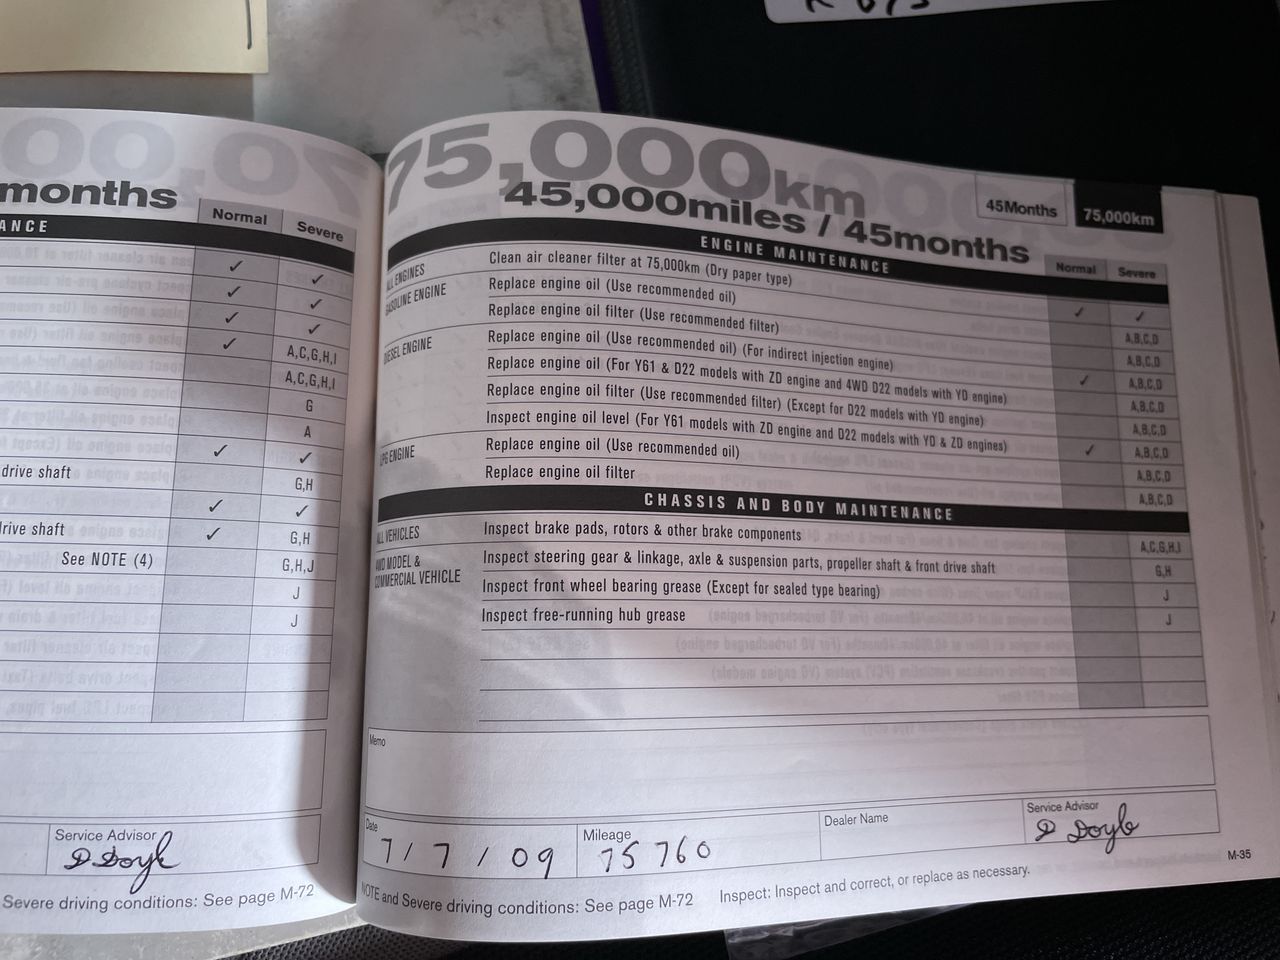 months
Normal
Severe
ANCE
✓ ✓
✓ ✓
✓ ✓
✓ A,C,G,H,I
A,C,G,H,I
G
A
✓ ✓
drive shaft G,H
✓ ✓
drive shaft ✓ G,H
See NOTE (4) G,H,J
J
J
Service Advisor
D Doyle
Severe driving conditions: See page M-72
75,000km
45,000miles / 45months
45Months
75,000km
ENGINE MAINTENANCE
Normal
Severe
ALL ENGINES
Clean air cleaner filter at 75,000km (Dry paper type)
✓ ✓
GASOLINE ENGINE
Replace engine oil (Use recommended oil)
A,B,C,D
Replace engine oil filter (Use recommended filter)
A,B,C,D
DIESEL ENGINE
Replace engine oil (Use recommended oil) (For indirect injection engine)
✓ A,B,C,D
Replace engine oil (For Y61 & D22 models with ZD engine and 4WD D22 models with YD engine)
A,B,C,D
Replace engine oil filter (Use recommended filter) (Except for D22 models with YD engine)
A,B,C,D
Inspect engine oil level (For Y61 models with ZD engine and D22 models with YD & ZD engines)
✓ A,B,C,D
LPG ENGINE
Replace engine oil (Use recommended oil)
A,B,C,D
Replace engine oil filter
A,B,C,D
CHASSIS AND BODY MAINTENANCE
ALL VEHICLES
Inspect brake pads, rotors & other brake components
A,C,G,H,I
4WD MODEL &
COMMERCIAL VEHICLE
Inspect steering gear & linkage, axle & suspension parts, propeller shaft & front drive shaft
G,H
Inspect front wheel bearing grease (Except for sealed type bearing)
J
Inspect free-running hub grease
J
Memo
Date
7/7/09
Mileage
75 760
Dealer Name
Service Advisor
D Doyle
NOTE and Severe driving conditions: See page M-72
Inspect: Inspect and correct, or replace as necessary.
M-35